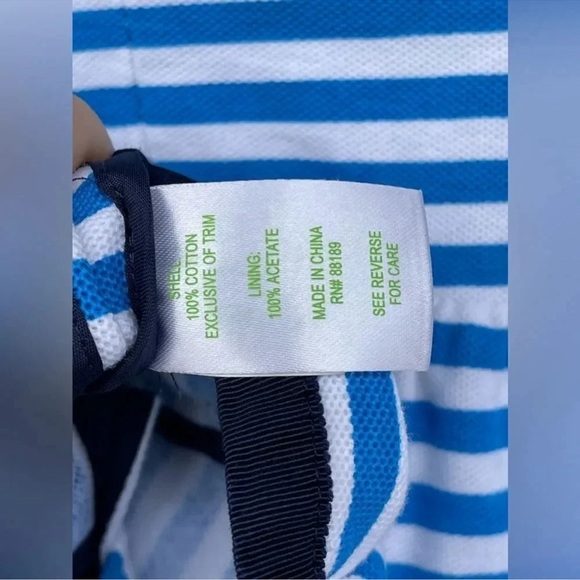 SHELL:
100% COTTON
EXCLUSIVE OF TRIM
LINING:
100% ACETATE
MADE IN CHINA
RN# 88189
SEE REVERSE
FOR CARE